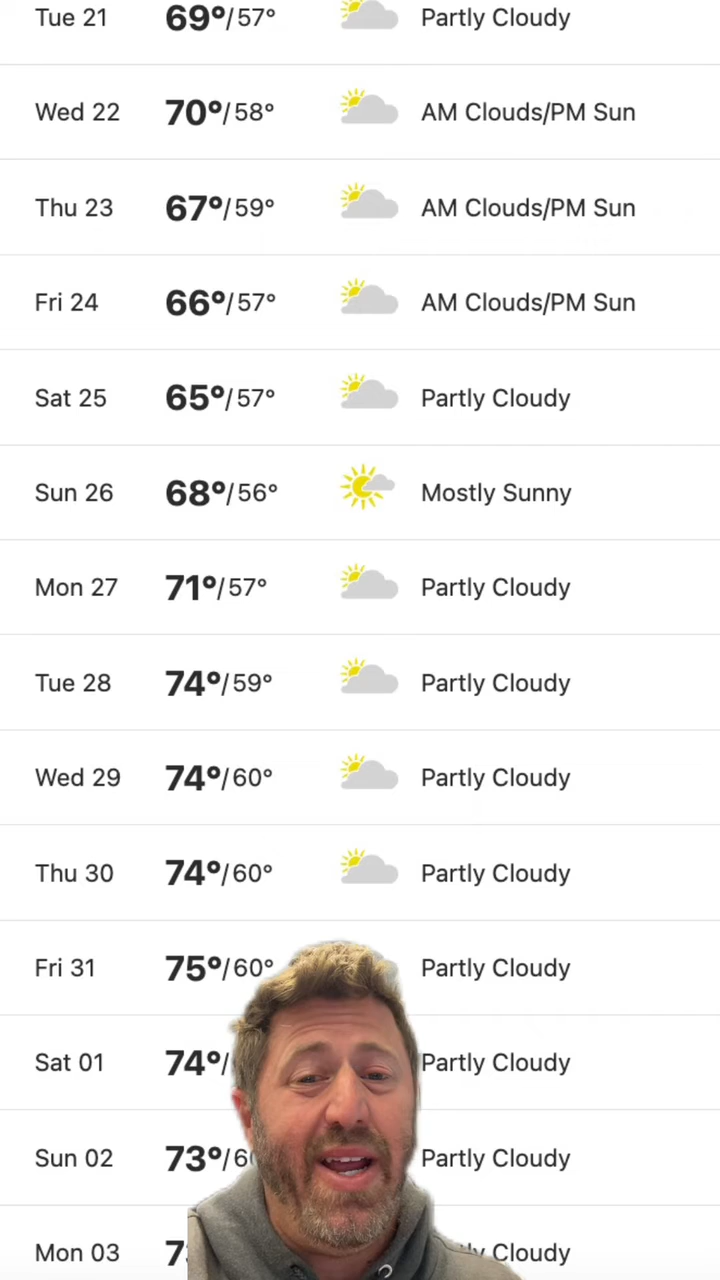 Tue 21 69°/57° Partly Cloudy
Wed 22 70°/58° AM Clouds/PM Sun
Thu 23 67°/59° AM Clouds/PM Sun
Fri 24 66°/57° AM Clouds/PM Sun
Sat 25 65°/57° Partly Cloudy
Sun 26 68°/56° Mostly Sunny
Mon 27 71°/57° Partly Cloudy
Tue 28 74°/59° Partly Cloudy
Wed 29 74°/60° Partly Cloudy
Thu 30 74°/60° Partly Cloudy
Fri 31 75°/60° Partly Cloudy
Sat 01 74°/ Partly Cloudy
Sun 02 73°/ Partly Cloudy
Mon 03 Cloudy